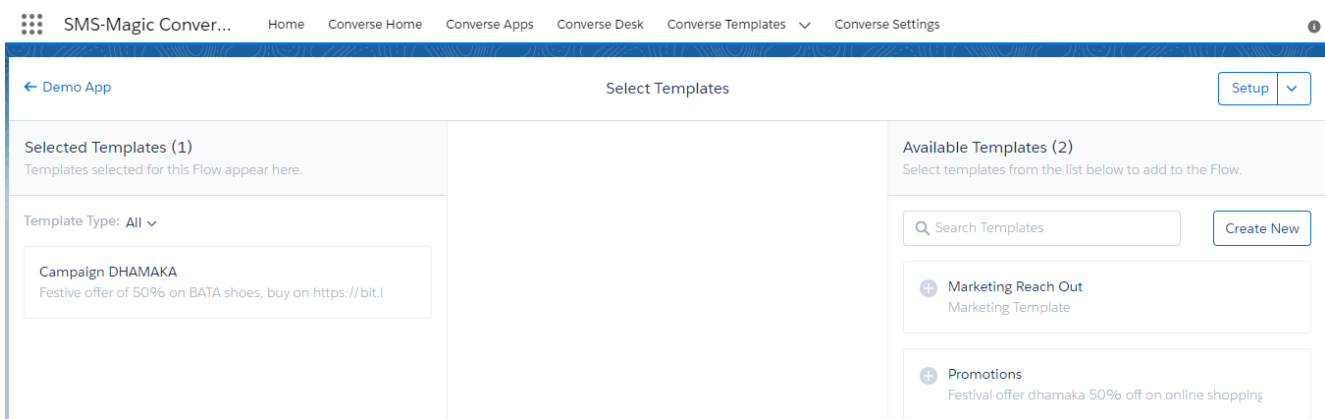 SMS-Magic Conver... Home Converse Home Converse Apps Converse Desk Converse Templates Converse Settings
Demo App
Select Templates
Setup
Selected Templates (1)
Templates selected for this Flow appear here.
Template Type: All
Campaign DHAMAKA
Festive offer of 50% on BATA shoes, buy on https://bit.l
Available Templates (2)
Select templates from the list below to add to the Flow.
Search Templates
Create New
Marketing Reach Out
Marketing Template
Promotions
Festival offer dhamaka 50% off on online shopping